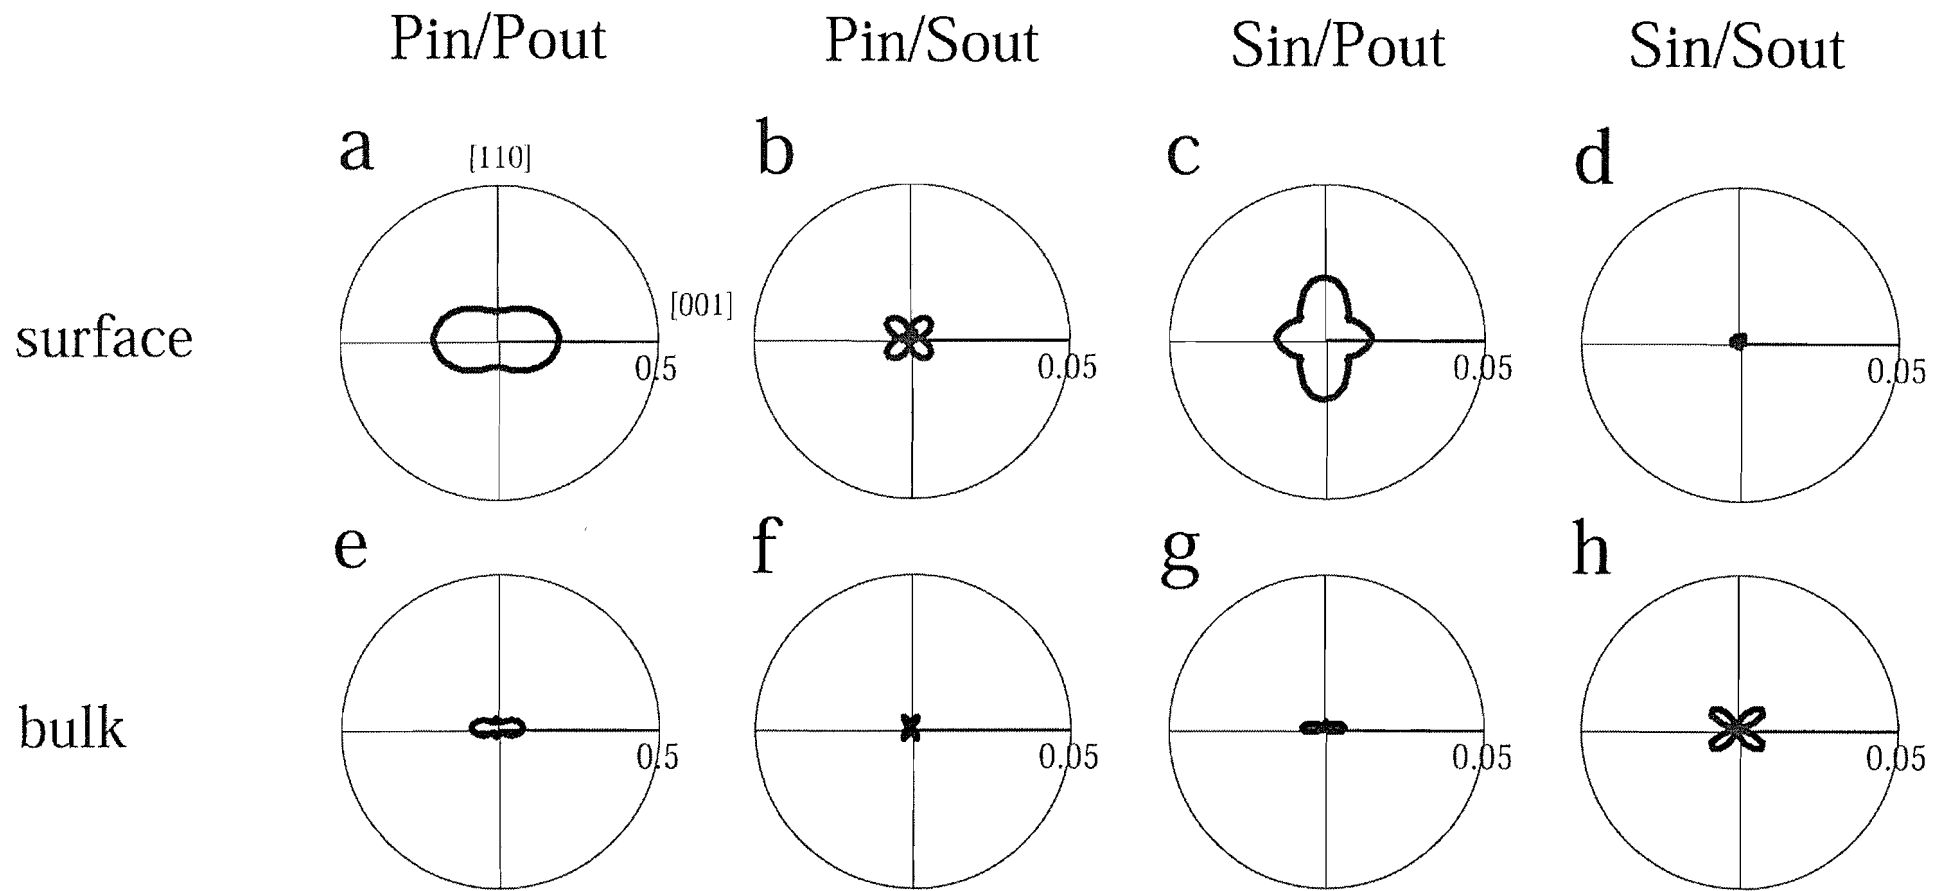 Pin/Pout Pin/Sout Sin/Pout Sin/Sout
a b c d
[110]
[001]
surface
0.5 0.05 0.05 0.05
e f g h
bulk
0.5 0.05 0.05 0.05